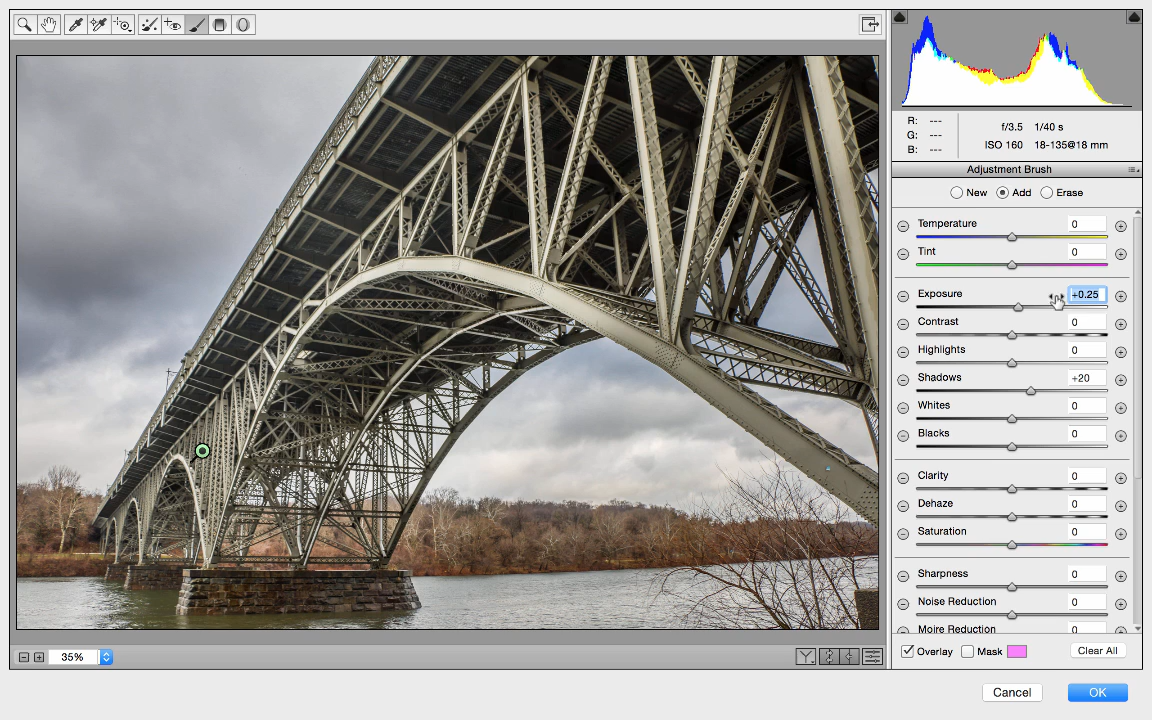 R: ---
G: ---
B: ---
f/3.5 1/40 s
ISO 160 18-135@18 mm
Adjustment Brush
New Add Erase
Temperature 0
Tint 0
Exposure +0.25
Contrast 0
Highlights 0
Shadows +20
Whites 0
Blacks 0
Clarity 0
Dehaze 0
Saturation 0
Sharpness 0
Noise Reduction 0
Moire Reduction 0
35%
Overlay Mask Clear All
Cancel OK